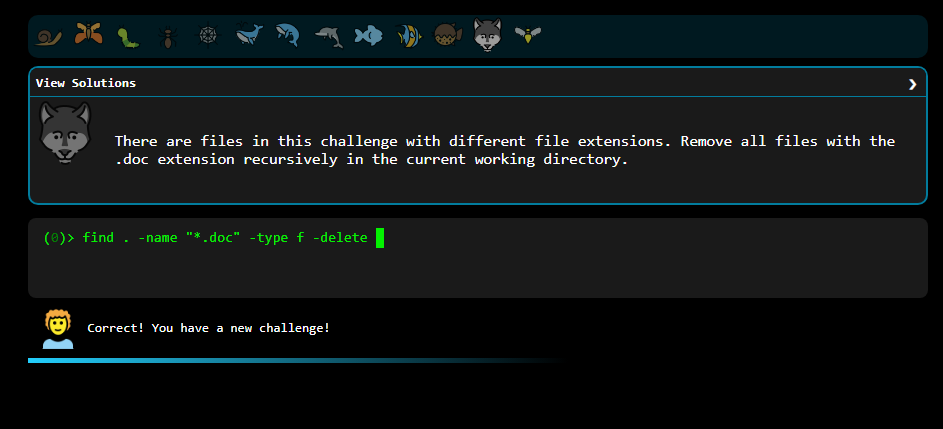 View Solutions
There are files in this challenge with different file extensions. Remove all files with the
.doc extension recursively in the current working directory.
(0)> find . -name "*.doc" -type f -delete
Correct! You have a new challenge!